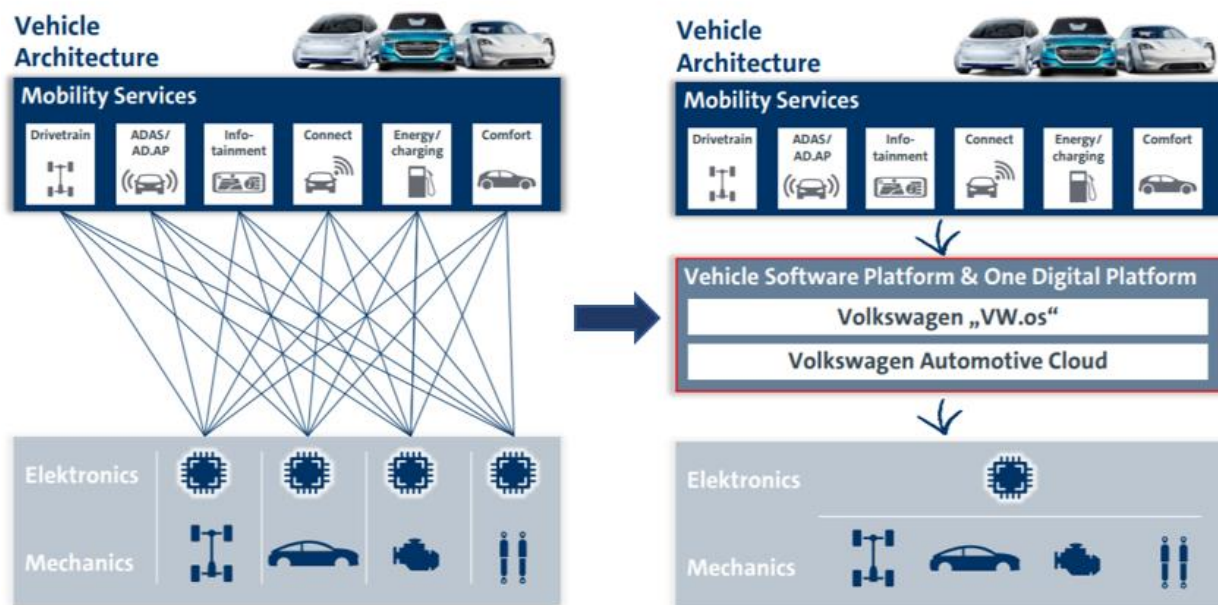 Vehicle
Architecture
Mobility Services
Drivetrain
ADAS/
AD.AP
Info-
tainment
Connect
Energy/
charging
Comfort
Elektronics
Mechanics
Vehicle
Architecture
Mobility Services
Drivetrain
ADAS/
AD.AP
Info-
tainment
Connect
Energy/
charging
Comfort
Vehicle Software Platform & One Digital Platform
Volkswagen „VW.os“
Volkswagen Automotive Cloud
Elektronics
Mechanics